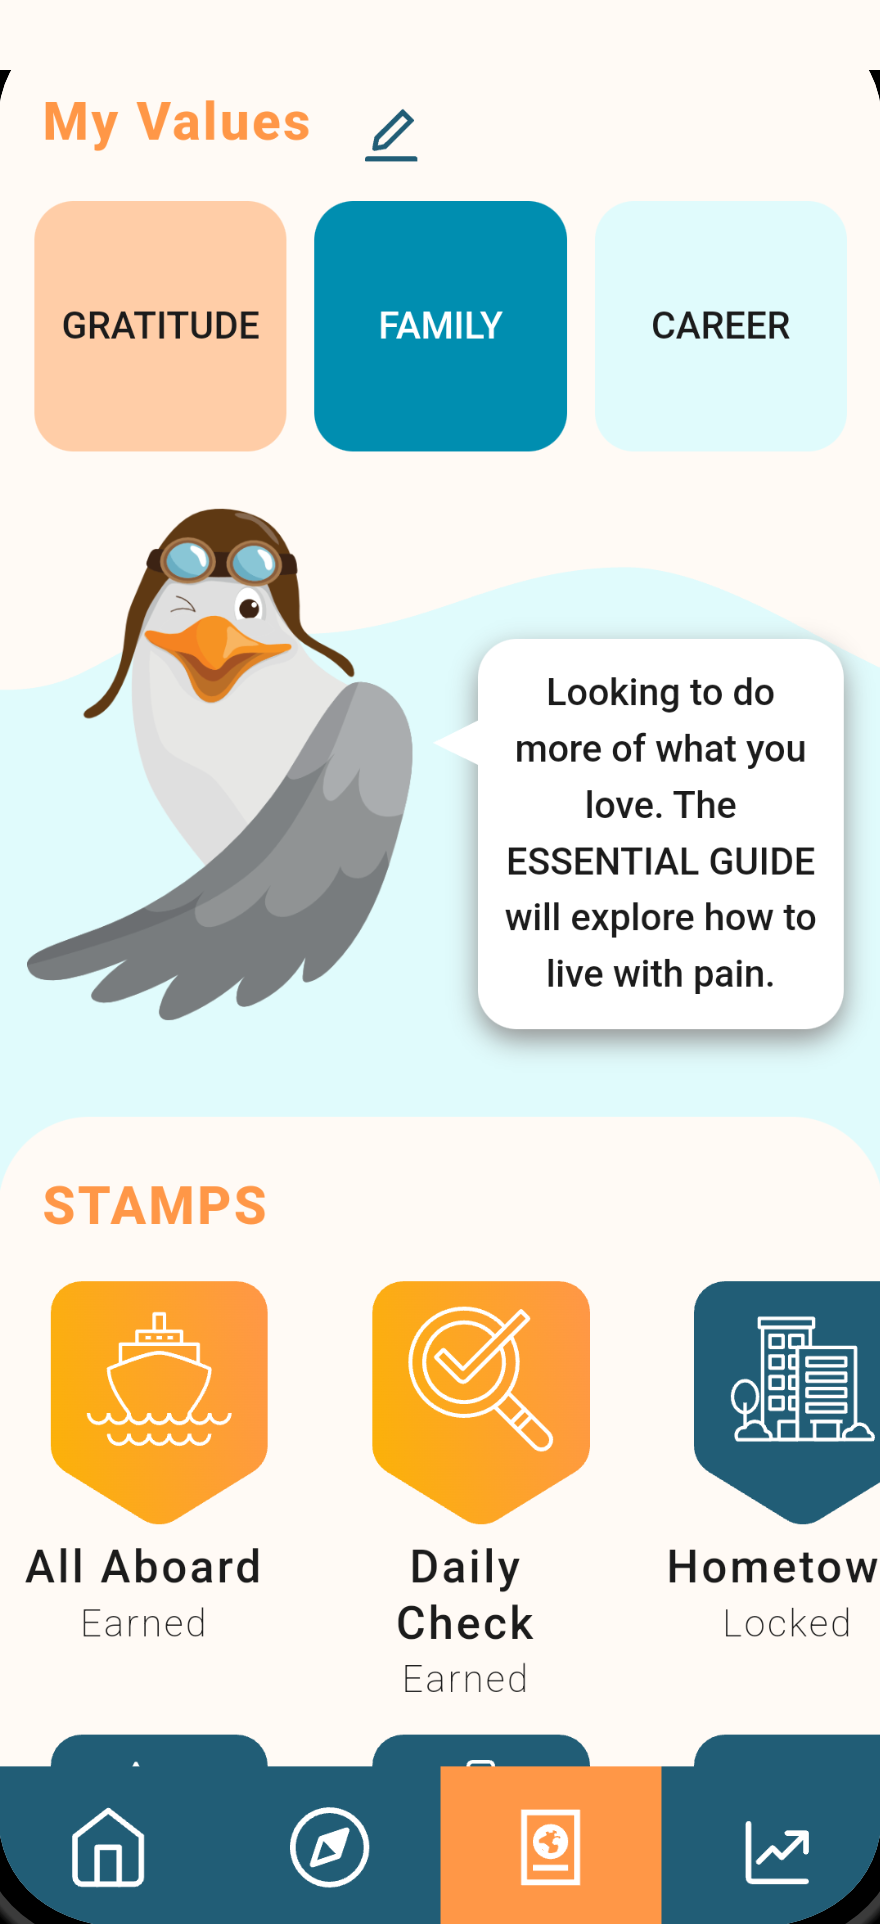 My Values
GRATITUDE
FAMILY
CAREER
Looking to do
more of what you
love. The
ESSENTIAL GUIDE
will explore how to
live with pain.
STAMPS
All Aboard
Earned
Daily
Check
Earned
Hometow
Locked